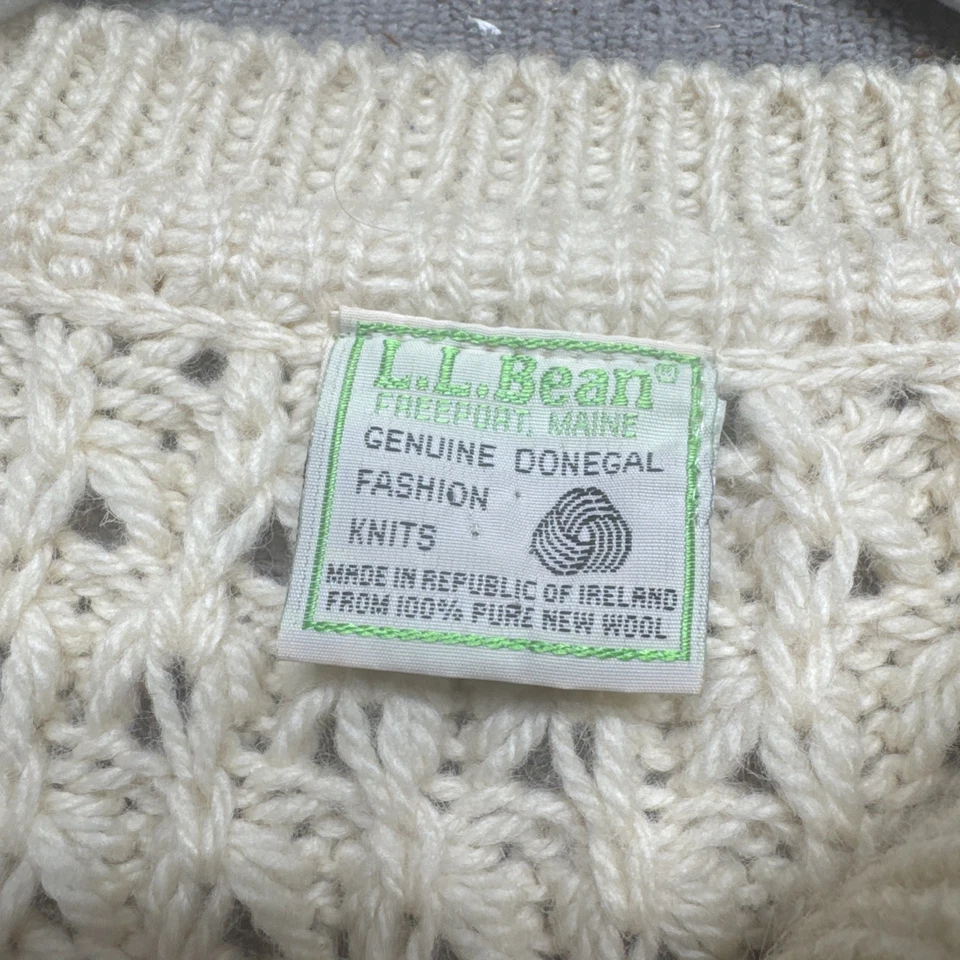 L.L.Bean®
FREEPORT, MAINE
GENUINE DONEGAL
FASHION
KNITS
MADE IN REPUBLIC OF IRELAND
FROM 100% PURE NEW WOOL